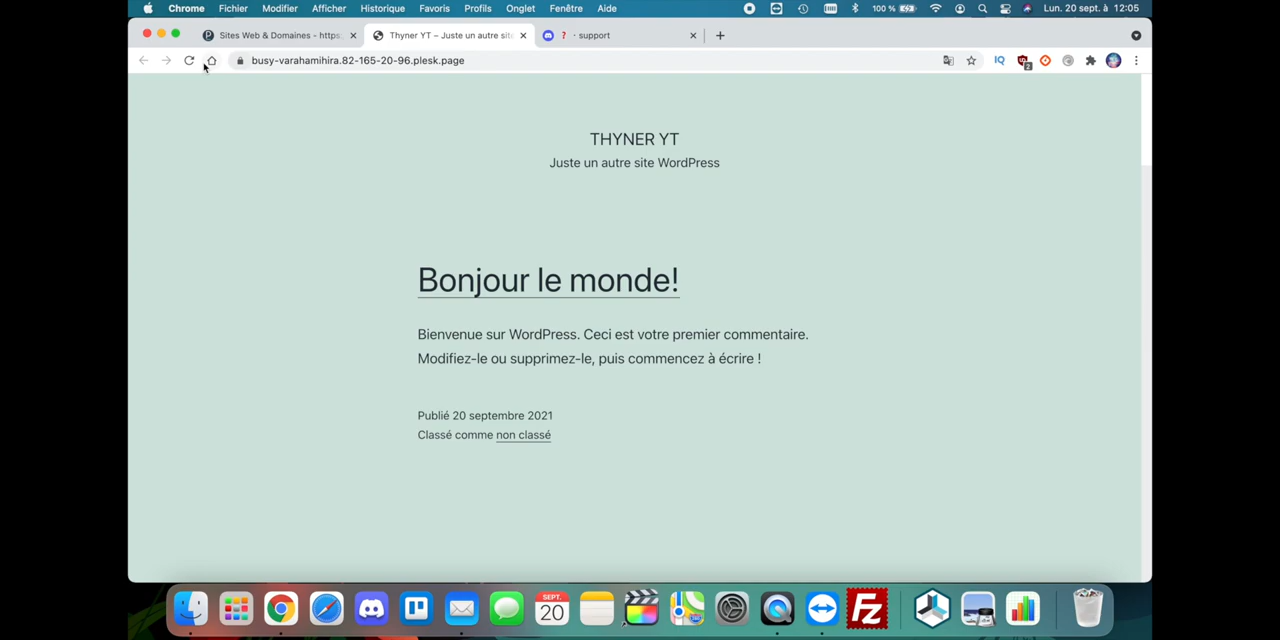 Chrome Fichier Modifier Afficher Historique Favoris Profils Onglet Fenêtre Aide 100 % Lun. 20 sept. à 12:05
Sites Web & Domaines - https: Thyner YT – Juste un autre site ❓ · support
busy-varahamihira.82-165-20-96.plesk.page IQ 2
THYNER YT
Juste un autre site WordPress
Bonjour le monde!
Bienvenue sur WordPress. Ceci est votre premier commentaire.
Modifiez-le ou supprimez-le, puis commencez à écrire !
Publié 20 septembre 2021
Classé comme non classé
SEPT.
20
Fz